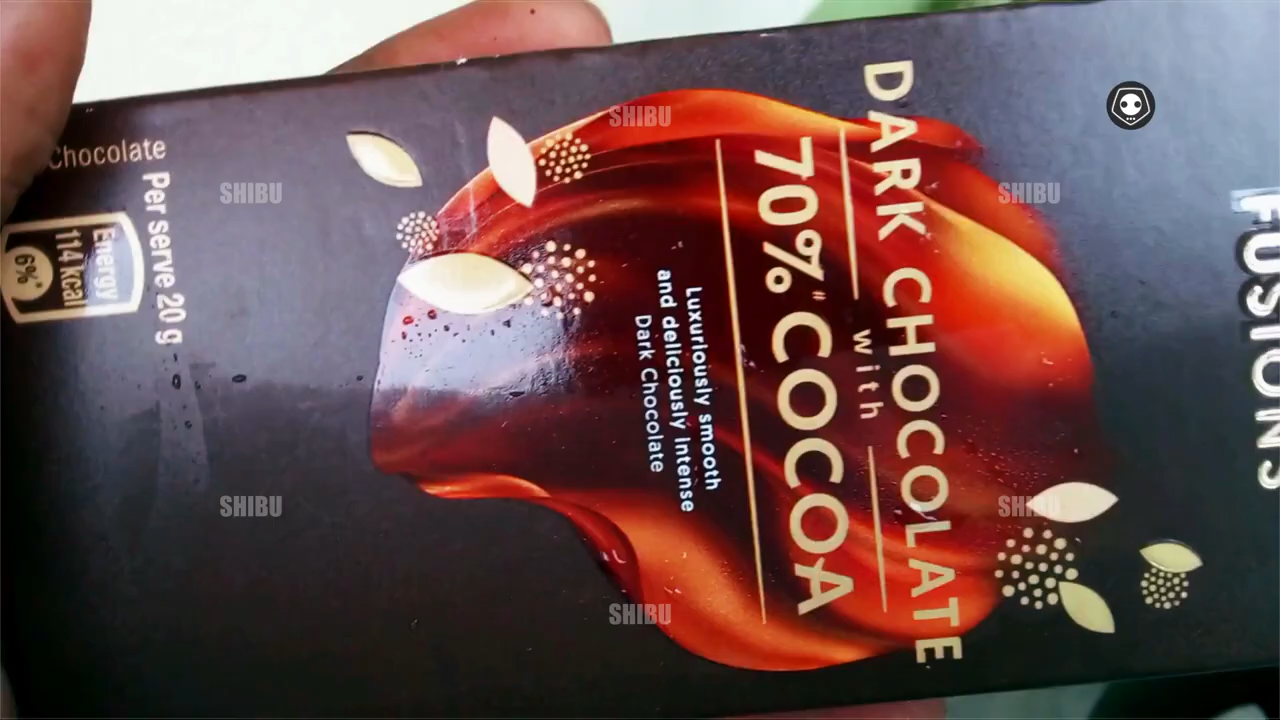 FUSIONS
DARK CHOCOLATE
with
70%# COCOA
Luxuriously smooth
and deliciously intense
Dark Chocolate
Chocolate
Per serve 20 g
Energy
114 kcal
6%*
SHIBU
SHIBU
SHIBU
SHIBU
SHIBU
SHIBU